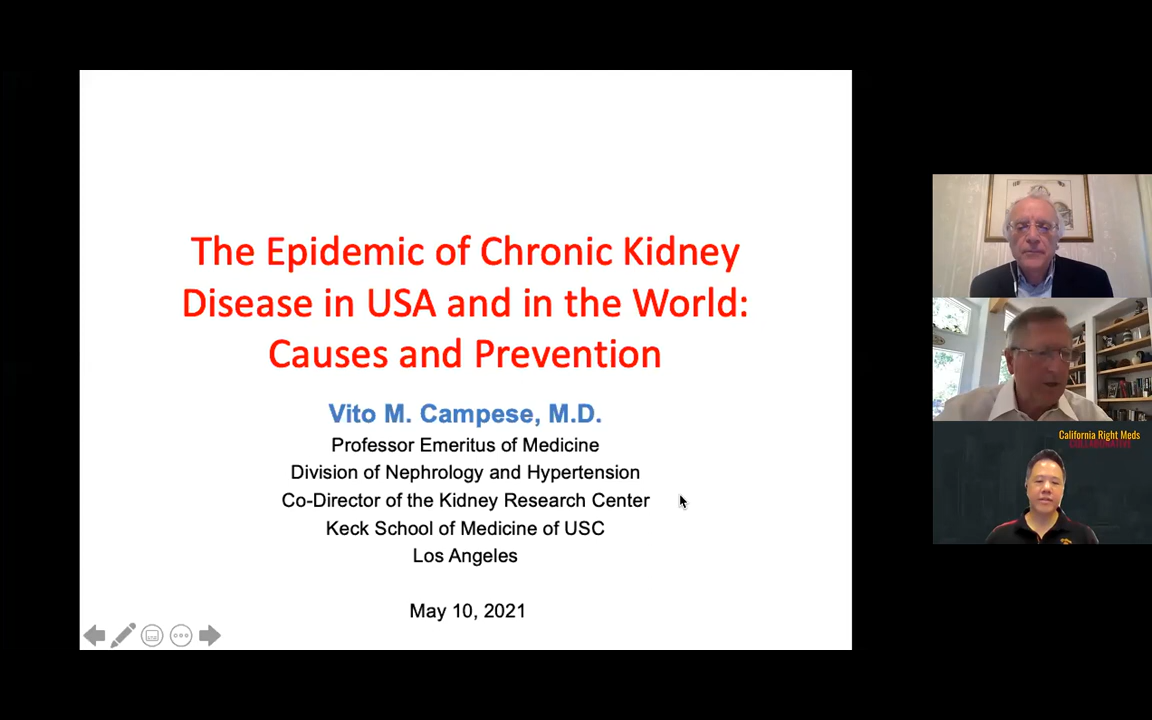 The Epidemic of Chronic Kidney
Disease in USA and in the World:
Causes and Prevention
Vito M. Campese, M.D.
Professor Emeritus of Medicine
Division of Nephrology and Hypertension
Co-Director of the Kidney Research Center
Keck School of Medicine of USC
Los Angeles
May 10, 2021
California Right Meds
COLLABORATIVE